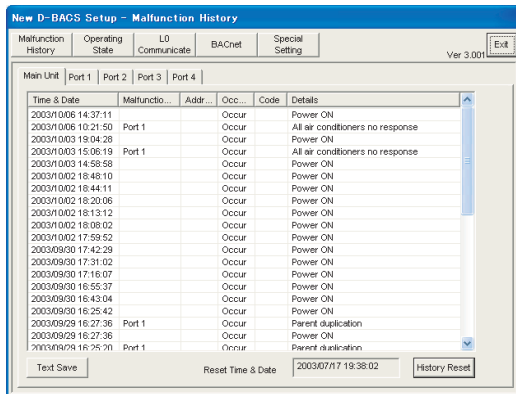 New D-BACS Setup - Malfunction History
Malfunction History
Operating State
L0 Communicate
BACnet
Special Setting
Ver 3.001
Exit
Main Unit Port 1 Port 2 Port 3 Port 4
Time & Date Malfunctio... Addr... Occ... Code Details
2003/10/06 14:37:11 Occur Power ON
2003/10/06 10:21:50 Port 1 Occur All air conditioners no response
2003/10/03 19:04:28 Occur Power ON
2003/10/03 15:06:19 Port 1 Occur All air conditioners no response
2003/10/03 14:58:58 Occur Power ON
2003/10/02 18:48:10 Occur Power ON
2003/10/02 18:44:11 Occur Power ON
2003/10/02 18:20:06 Occur Power ON
2003/10/02 18:13:12 Occur Power ON
2003/10/02 18:08:02 Occur Power ON
2003/10/02 17:59:52 Occur Power ON
2003/09/30 17:42:29 Occur Power ON
2003/09/30 17:31:02 Occur Power ON
2003/09/30 17:16:07 Occur Power ON
2003/09/30 16:55:37 Occur Power ON
2003/09/30 16:43:04 Occur Power ON
2003/09/30 16:25:42 Occur Power ON
2003/09/29 16:27:36 Port 1 Occur Parent duplication
2003/09/29 16:27:36 Occur Power ON
2003/09/29 16:25:20 Port 1 Occur Parent duplication
Text Save
Reset Time & Date
2003/07/17 19:38:02
History Reset